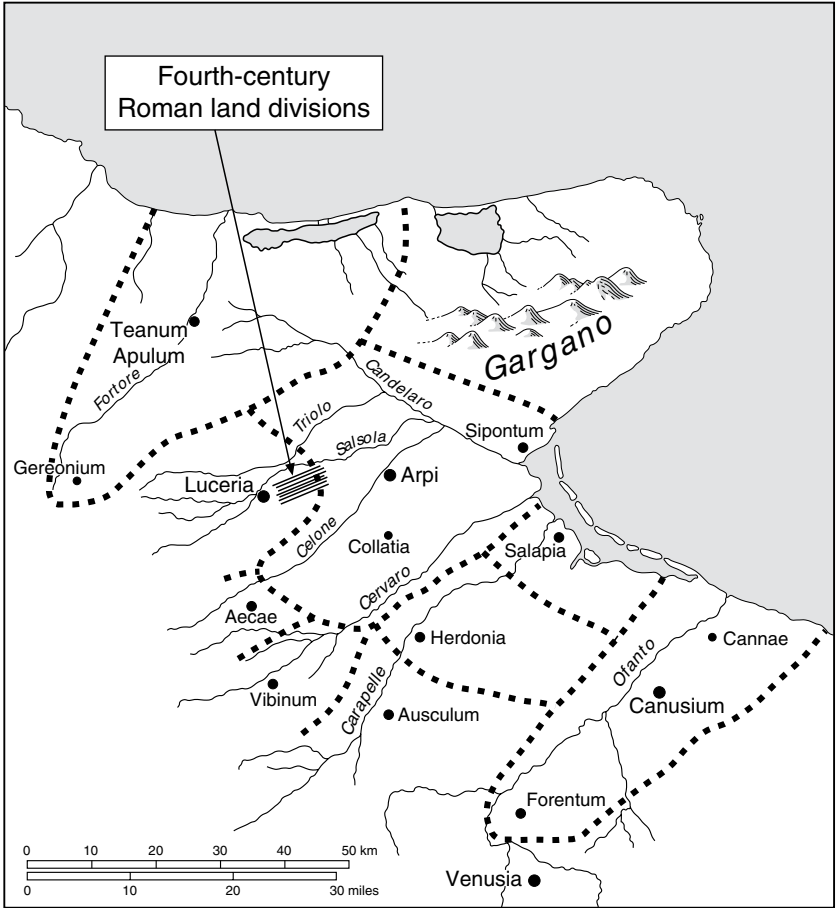 Fourth-century
Roman land divisions
Teanum
Apulum
Gargano
Fortore
Candelaro
Triolo
Salsola
Sipontum
Gereonium
Luceria
Arpi
Celone
Collatia
Salapia
Cervaro
Aecae
Herdonia
Ofanto
Cannae
Vibinum
Carapelle
Ausculum
Canusium
Forentum
Venusia
0 10 20 30 40 50 km
0 10 20 30 miles